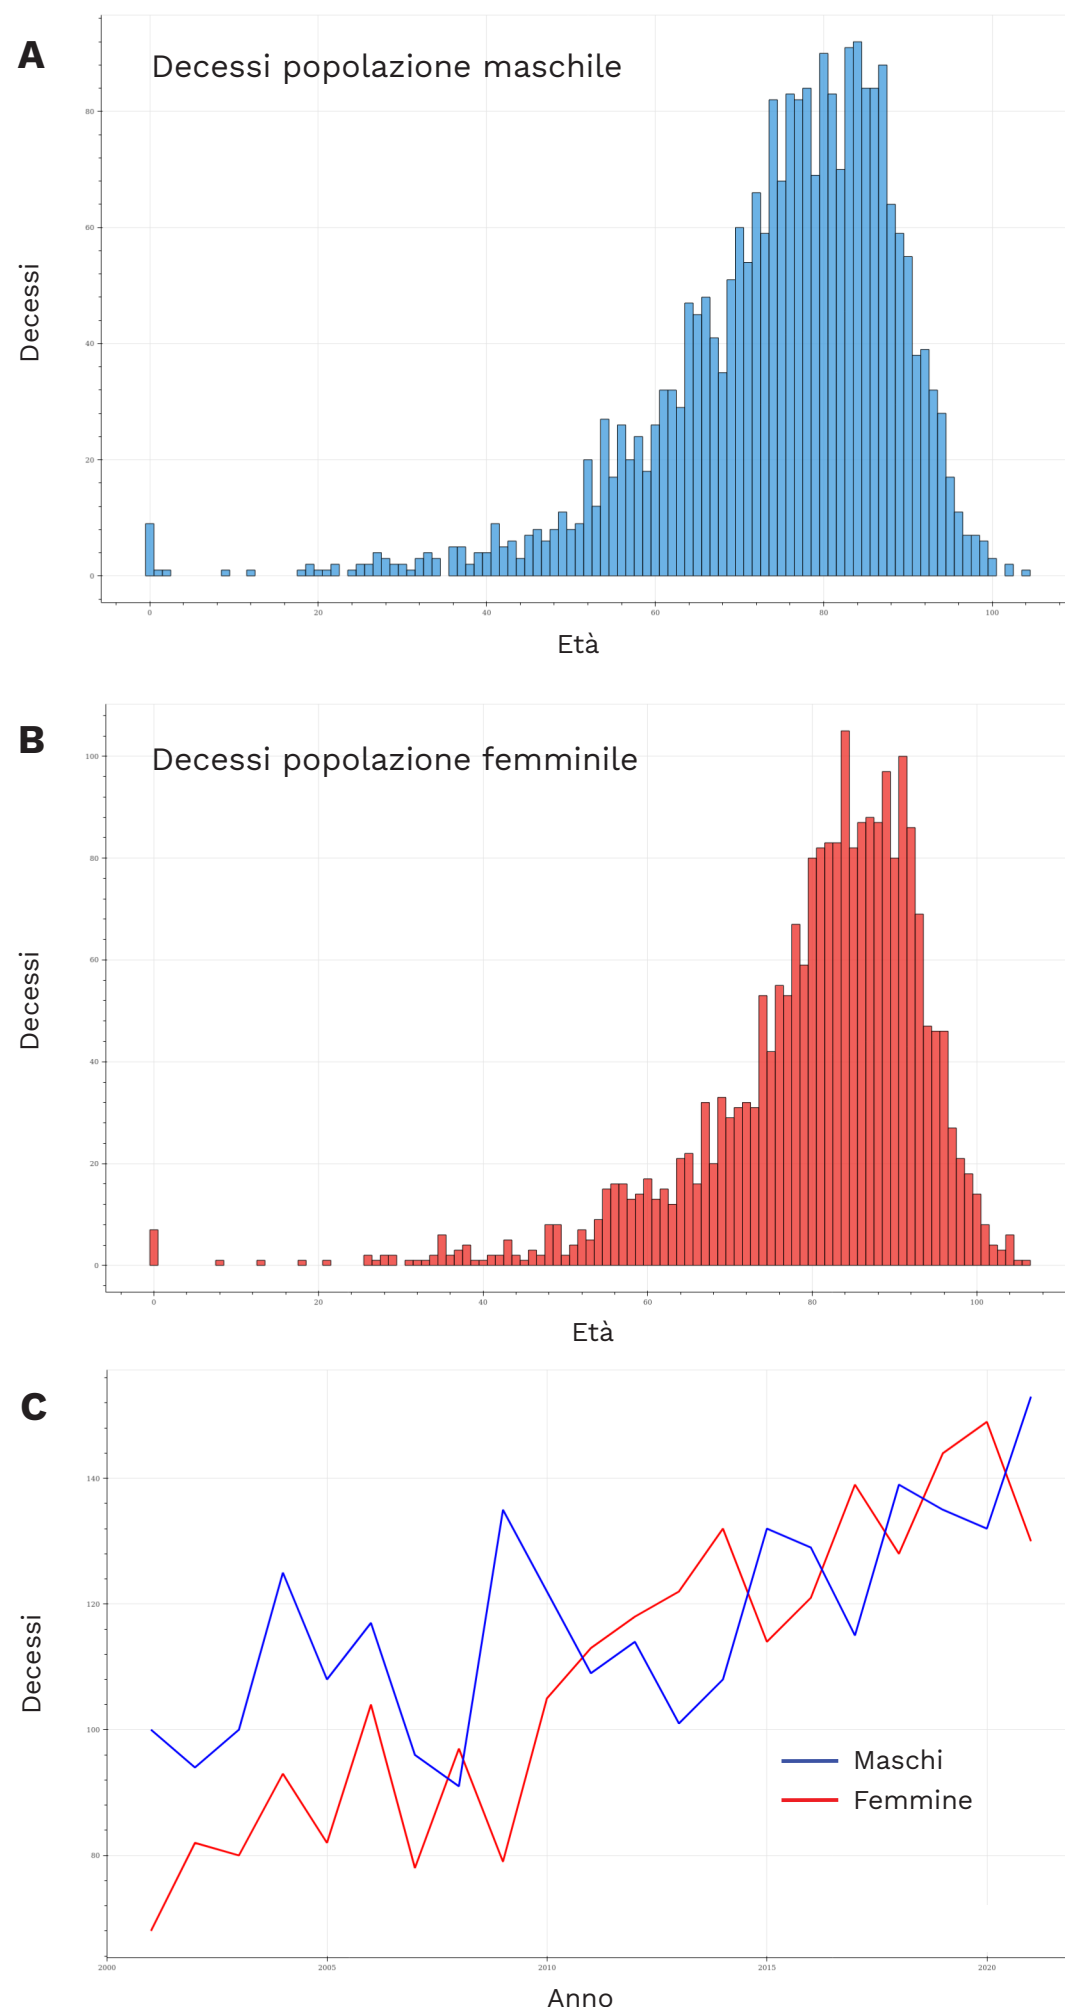 A
Decessi popolazione maschile
80
60
40
20
0
Decessi
0 20 40 60 80 100
Età
B
Decessi popolazione femminile
100
80
60
40
20
0
Decessi
0 20 40 60 80 100
Età
C
140
120
100
80
Decessi
Maschi
Femmine
2000 2005 2010 2015 2020
Anno